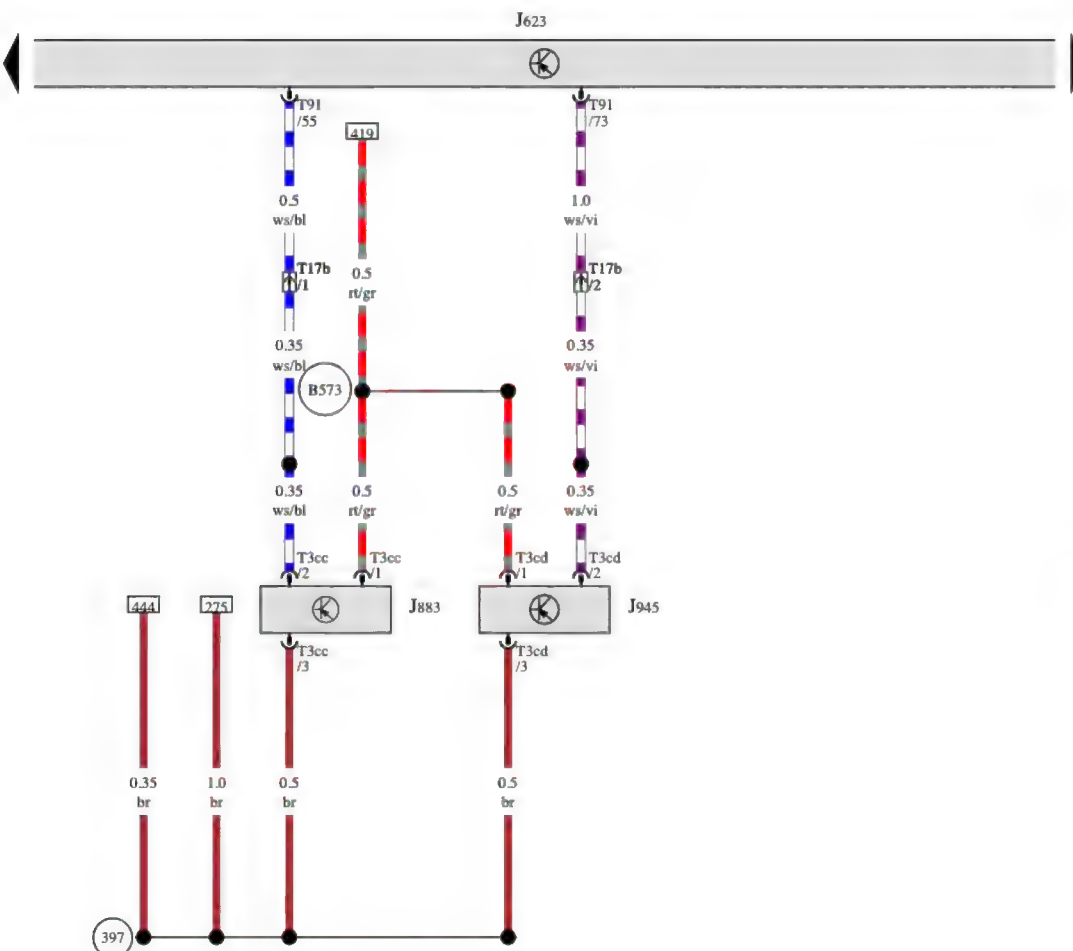 J623
T91
/55
T91
/73
419
0.5
ws/bl
1.0
ws/vi
T17b
/1
0.5
rt/gr
T17b
/2
0.35
ws/bl
0.35
ws/vi
B573
0.35
ws/bl
0.5
rt/gr
0.5
rt/gr
0.35
ws/vi
T3cc
/2
T3cc
/1
T3cd
/1
T3cd
/2
444
275
J883
J945
T3cc
/3
T3cd
/3
0.35
br
1.0
br
0.5
br
0.5
br
397